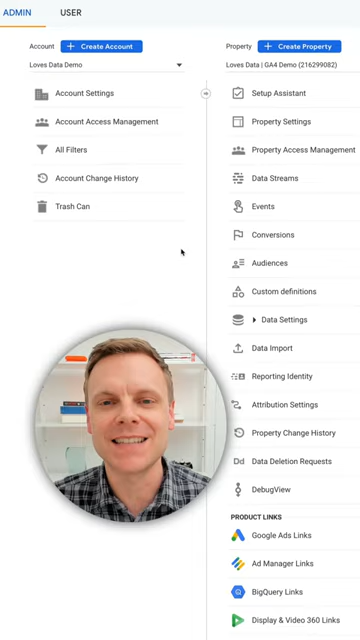 ADMIN
USER
Account
Create Account
Loves Data Demo
Account Settings
Account Access Management
All Filters
Account Change History
Trash Can
Property
Create Property
Loves Data | GA4 Demo (216299082)
Setup Assistant
Property Settings
Property Access Management
Data Streams
Events
Conversions
Audiences
Custom definitions
Data Settings
Data Import
Reporting Identity
Attribution Settings
Property Change History
Dd
Data Deletion Requests
DebugView
PRODUCT LINKS
Google Ads Links
Ad Manager Links
BigQuery Links
Display & Video 360 Links